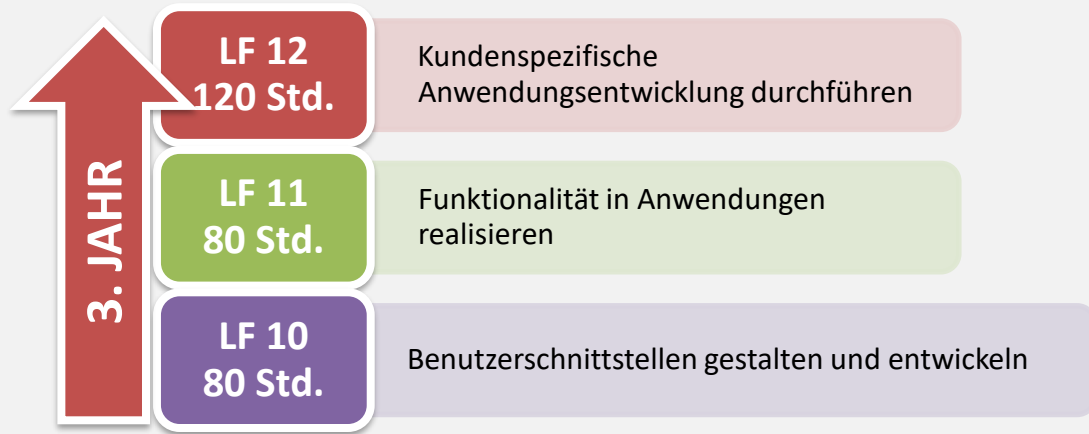 3. JAHR
LF 12
120 Std.
Kundenspezifische
Anwendungsentwicklung durchführen
LF 11
80 Std.
Funktionalität in Anwendungen
realisieren
LF 10
80 Std.
Benutzerschnittstellen gestalten und entwickeln